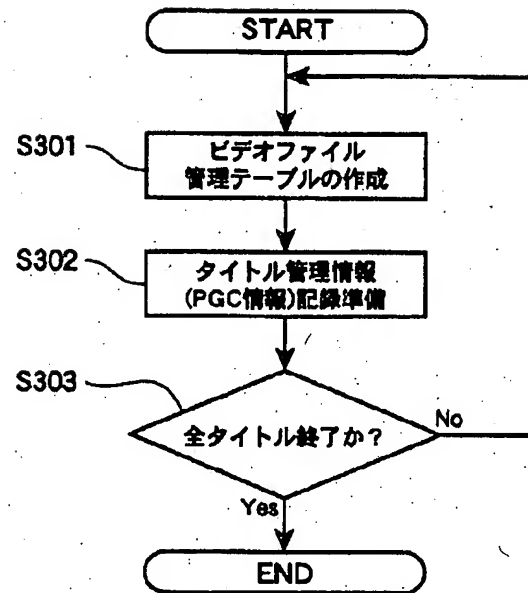 START
S301
ビデオファイル
管理テーブルの作成
S302
タイトル管理情報
(PGC情報)記録準備
S303
全タイトル終了か?
No
Yes
END